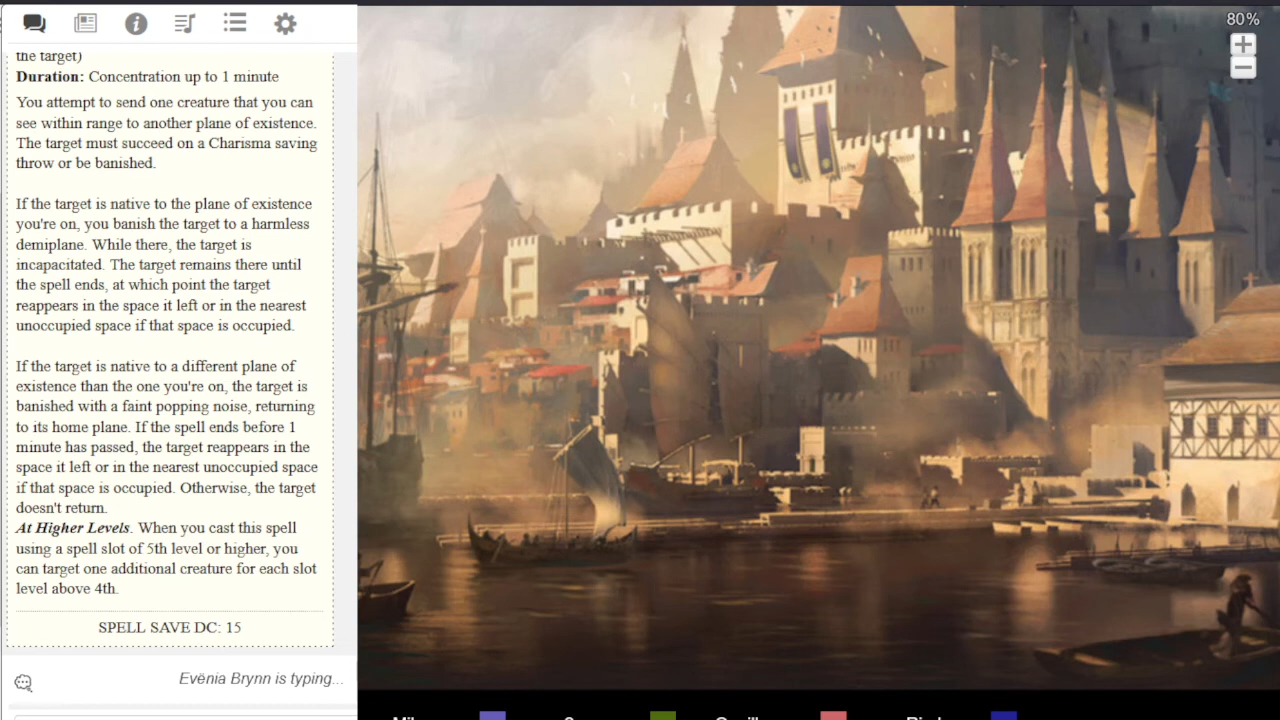 the target)
Duration: Concentration up to 1 minute
You attempt to send one creature that you can
see within range to another plane of existence.
The target must succeed on a Charisma saving
throw or be banished.
If the target is native to the plane of existence
you're on, you banish the target to a harmless
demiplane. While there, the target is
incapacitated. The target remains there until
the spell ends, at which point the target
reappears in the space it left or in the nearest
unoccupied space if that space is occupied.
If the target is native to a different plane of
existence than the one you're on, the target is
banished with a faint popping noise, returning
to its home plane. If the spell ends before 1
minute has passed, the target reappears in the
space it left or in the nearest unoccupied space
if that space is occupied. Otherwise, the target
doesn't return.
At Higher Levels. When you cast this spell
using a spell slot of 5th level or higher, you
can target one additional creature for each slot
level above 4th.
SPELL SAVE DC: 15
Evënia Brynn is typing...
80%